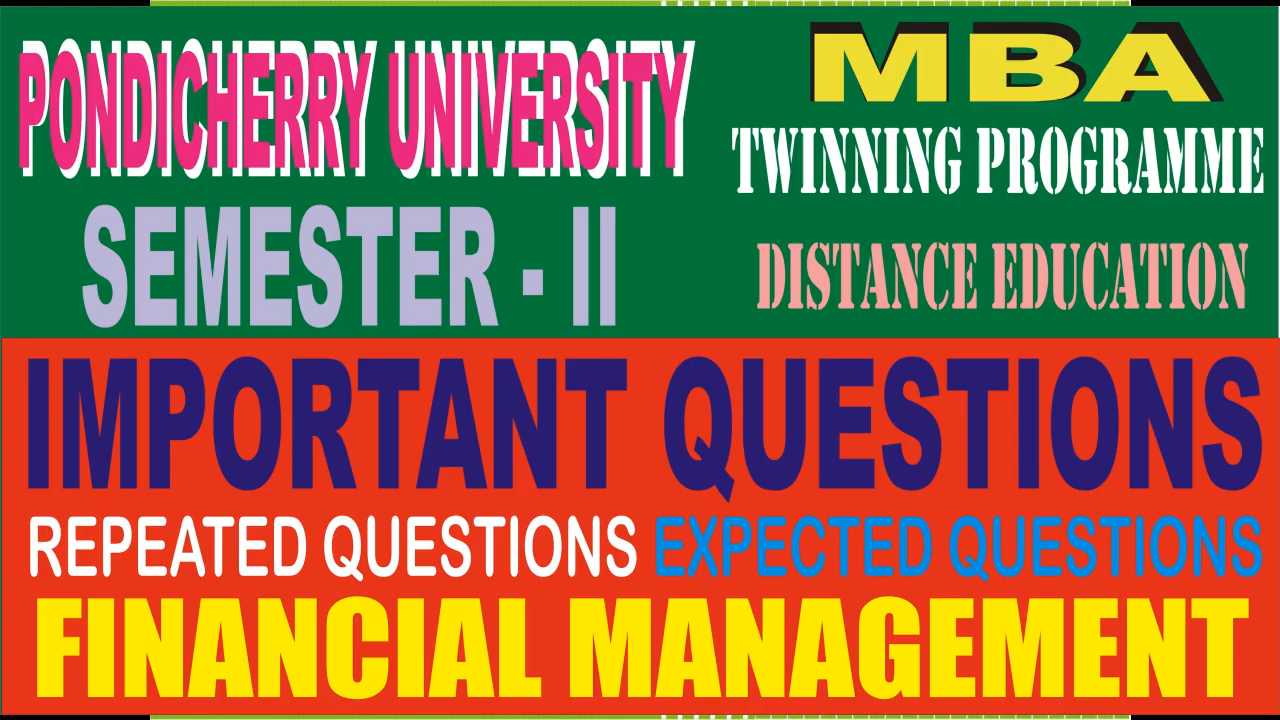 PONDICHERRY UNIVERSITY
SEMESTER - II
MBA
TWINNING PROGRAMME
DISTANCE EDUCATION
IMPORTANT QUESTIONS
REPEATED QUESTIONS EXPECTED QUESTIONS
FINANCIAL MANAGEMENT